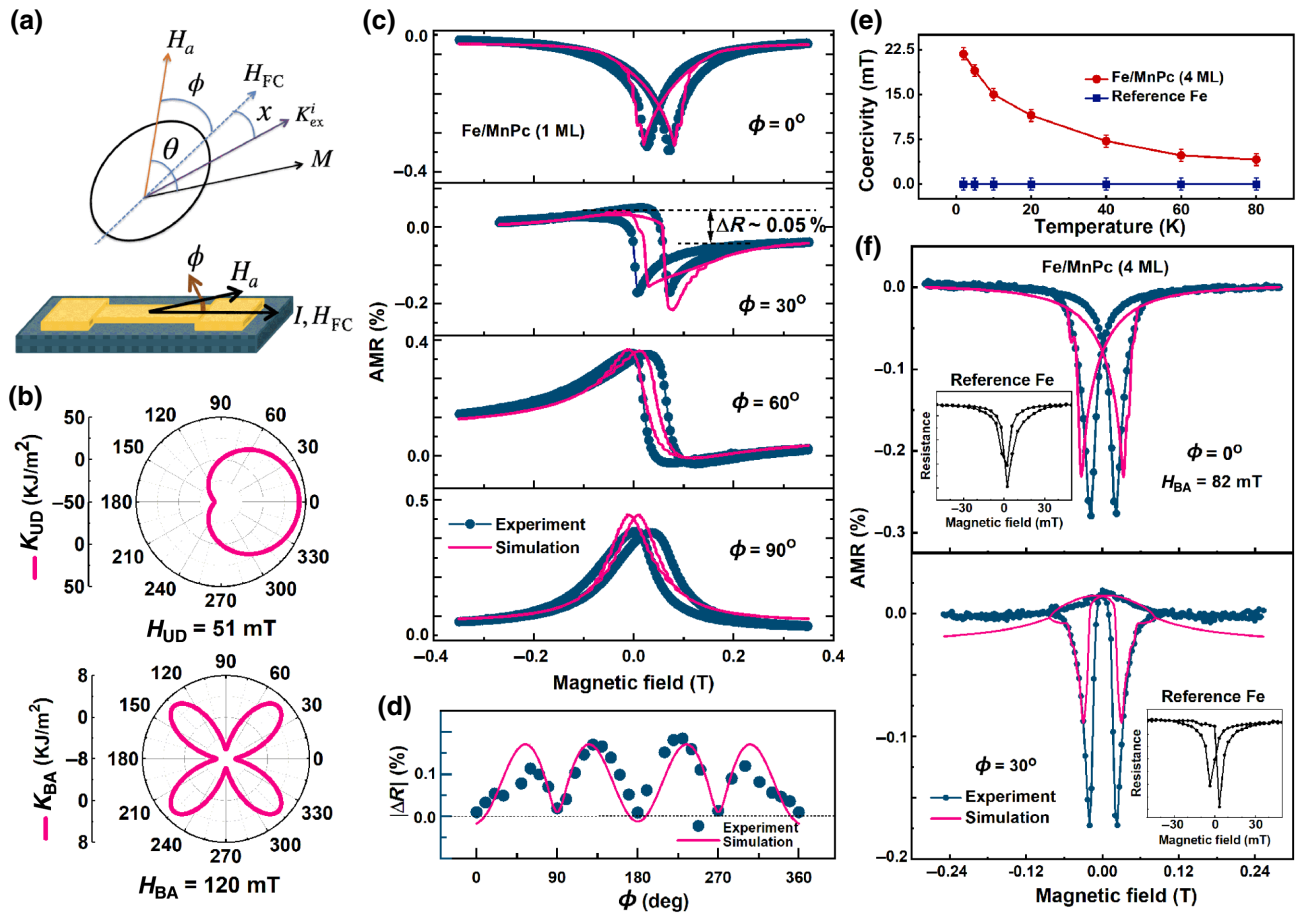 (a)
H_a
ϕ
H_FC
x
K^i_ex
θ
M
ϕ
H_a
I, H_FC
(b)
K_UD (KJ/m²)
50
0
−50
0
50
90
120
60
150
30
180
0
210
330
240
300
270
H_UD = 51 mT
K_BA (KJ/m²)
8
0
−8
0
8
90
120
60
150
30
180
0
210
330
240
300
270
H_BA = 120 mT
(c)
AMR (%)
0.0
−0.4
Fe/MnPc (1 ML)
ϕ = 0°
0.0
−0.2
ΔR ~ 0.05 %
ϕ = 30°
0.4
0.0
ϕ = 60°
0.5
0.0
Experiment
Simulation
ϕ = 90°
−0.4 −0.2 0.0 0.2 0.4
Magnetic field (T)
(d)
|ΔR| (%)
0.1
0.0
Experiment
Simulation
0 90 180 270 360
ϕ (deg)
(e)
Coercivity (mT)
22.5
15.0
7.5
0.0
Fe/MnPc (4 ML)
Reference Fe
0 20 40 60 80
Temperature (K)
(f)
AMR (%)
Fe/MnPc (4 ML)
0.0
−0.1
−0.2
−0.3
Reference Fe
Resistance
−30 0 30
Magnetic field (mT)
ϕ = 0°
H_BA = 82 mT
0.0
−0.1
−0.2
Reference Fe
Resistance
−30 0 30
Magnetic field (mT)
ϕ = 30°
Experiment
Simulation
−0.24 −0.12 0.00 0.12 0.24
Magnetic field (T)